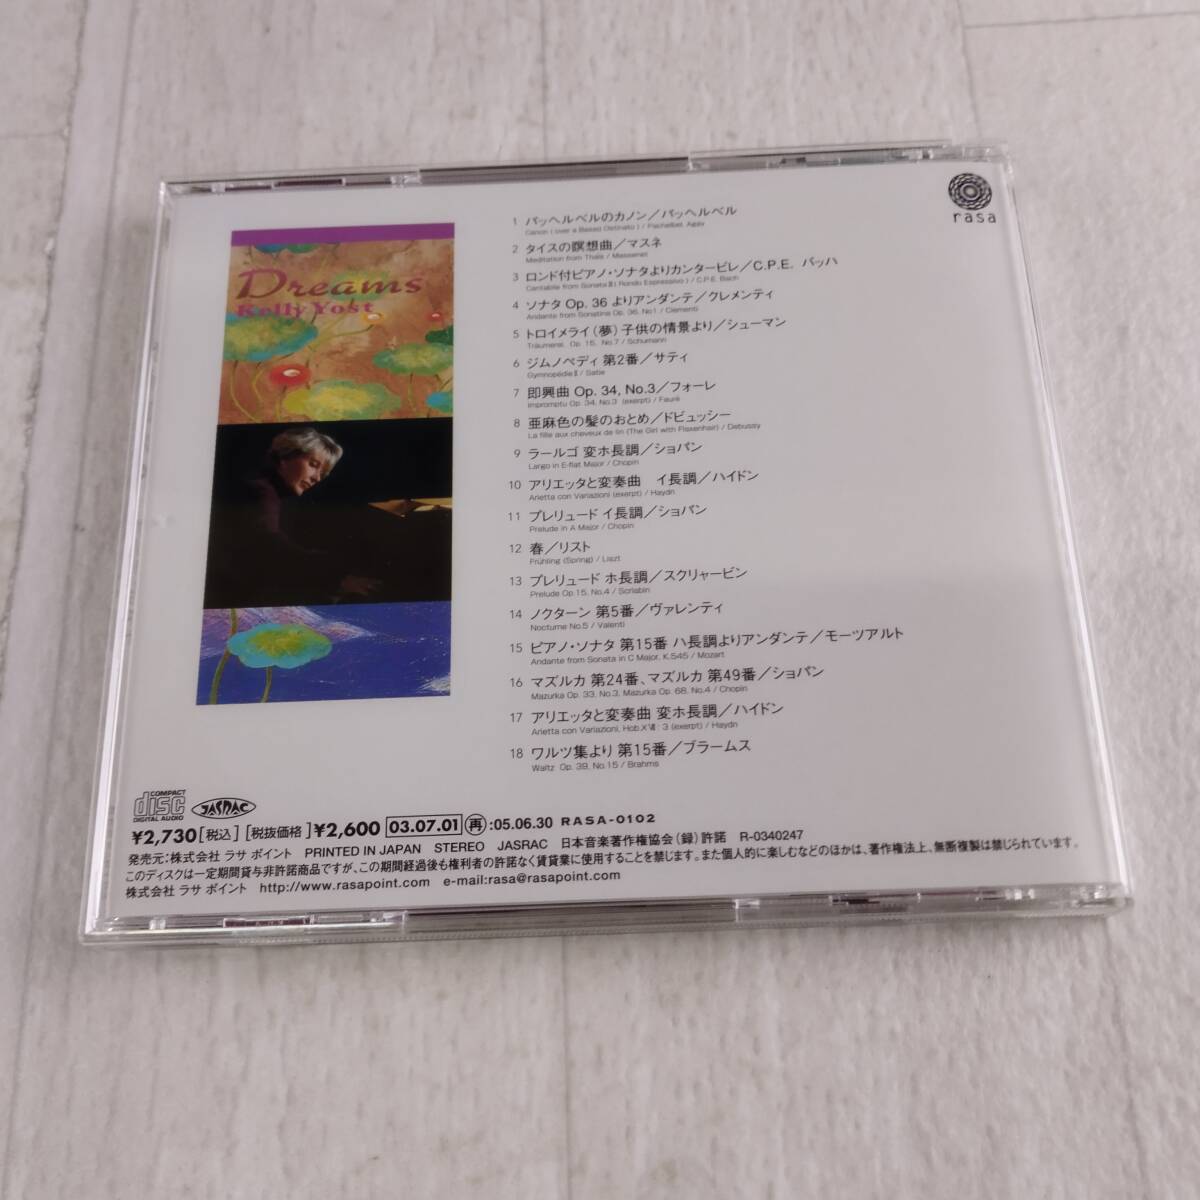 rasa
Dreams
Kelly Yost
1 パッヘルベルのカノン／パッヘルベル
Canon ( over a Bassd Ostinato ) / Pachelbel, Agay
2 タイスの瞑想曲／マスネ
Meditation from Thaïs / Massenet
3 ロンド付ピアノ・ソナタよりカンタービレ／C.P.E. バッハ
Cantabile from Sonata Ⅲ ( Rondo Espressivo ) / C.P.E. Bach
4 ソナタ Op. 36 よりアンダンテ／クレメンティ
Andante from Sonatina Op. 36, No.1 / Clementi
5 トロイメライ（夢）子供の情景より／シューマン
Träumerei, Op. 15, No.7 / Schumann
6 ジムノペディ 第2番／サティ
Gymnopédie Ⅱ / Satie
7 即興曲 Op. 34, No.3／フォーレ
Impromptu Op. 34, No.3 (exerpt) / Fauré
8 亜麻色の髪のおとめ／ドビュッシー
La fille aux cheveux de lin (The Girl with Flaxenhair) / Debussy
9 ラールゴ 変ホ長調／ショパン
Largo in E-flat Major / Chopin
10 アリエッタと変奏曲 イ長調／ハイドン
Arietta con Variazioni (exerpt) / Haydn
11 プレリュード イ長調／ショパン
Prelude in A Major / Chopin
12 春／リスト
Frühling (Spring) / Liszt
13 プレリュード ホ長調／スクリャービン
Prelude Op.15, No.4 / Scriabin
14 ノクターン 第5番／ヴァレンティ
Nocturne No.5 / Valenti
15 ピアノ・ソナタ 第15番 ハ長調よりアンダンテ／モーツアルト
Andante from Sonata in C Major, K.545 / Mozart
16 マズルカ 第24番、マズルカ 第49番／ショパン
Mazurka Op. 33, No.3, Mazurka Op. 68, No.4 / Chopin
17 アリエッタと変奏曲 変ホ長調／ハイドン
Arietta con Variazioni, Hob.XⅦ: 3 (exerpt) / Haydn
18 ワルツ集より 第15番／ブラームス
Waltz Op. 39, No.15 / Brahms
COMPACT disc DIGITAL AUDIO JASRAC
¥2,730[税込] [税抜価格]¥2,600 03.07.01 再:05.06.30 RASA-0102
発売元：株式会社 ラサ ポイント PRINTED IN JAPAN STEREO JASRAC 日本音楽著作権協会（録）許諾 R-0340247
このディスクは一定期間貸与非許諾商品ですが、この期間経過後も権利者の許諾なく賃貸業に使用することを禁じます。また個人的に楽しむなどのほかは、著作権法上、無断複製は禁じられています。
株式会社 ラサ ポイント http://www.rasapoint.com e-mail:rasa@rasapoint.com